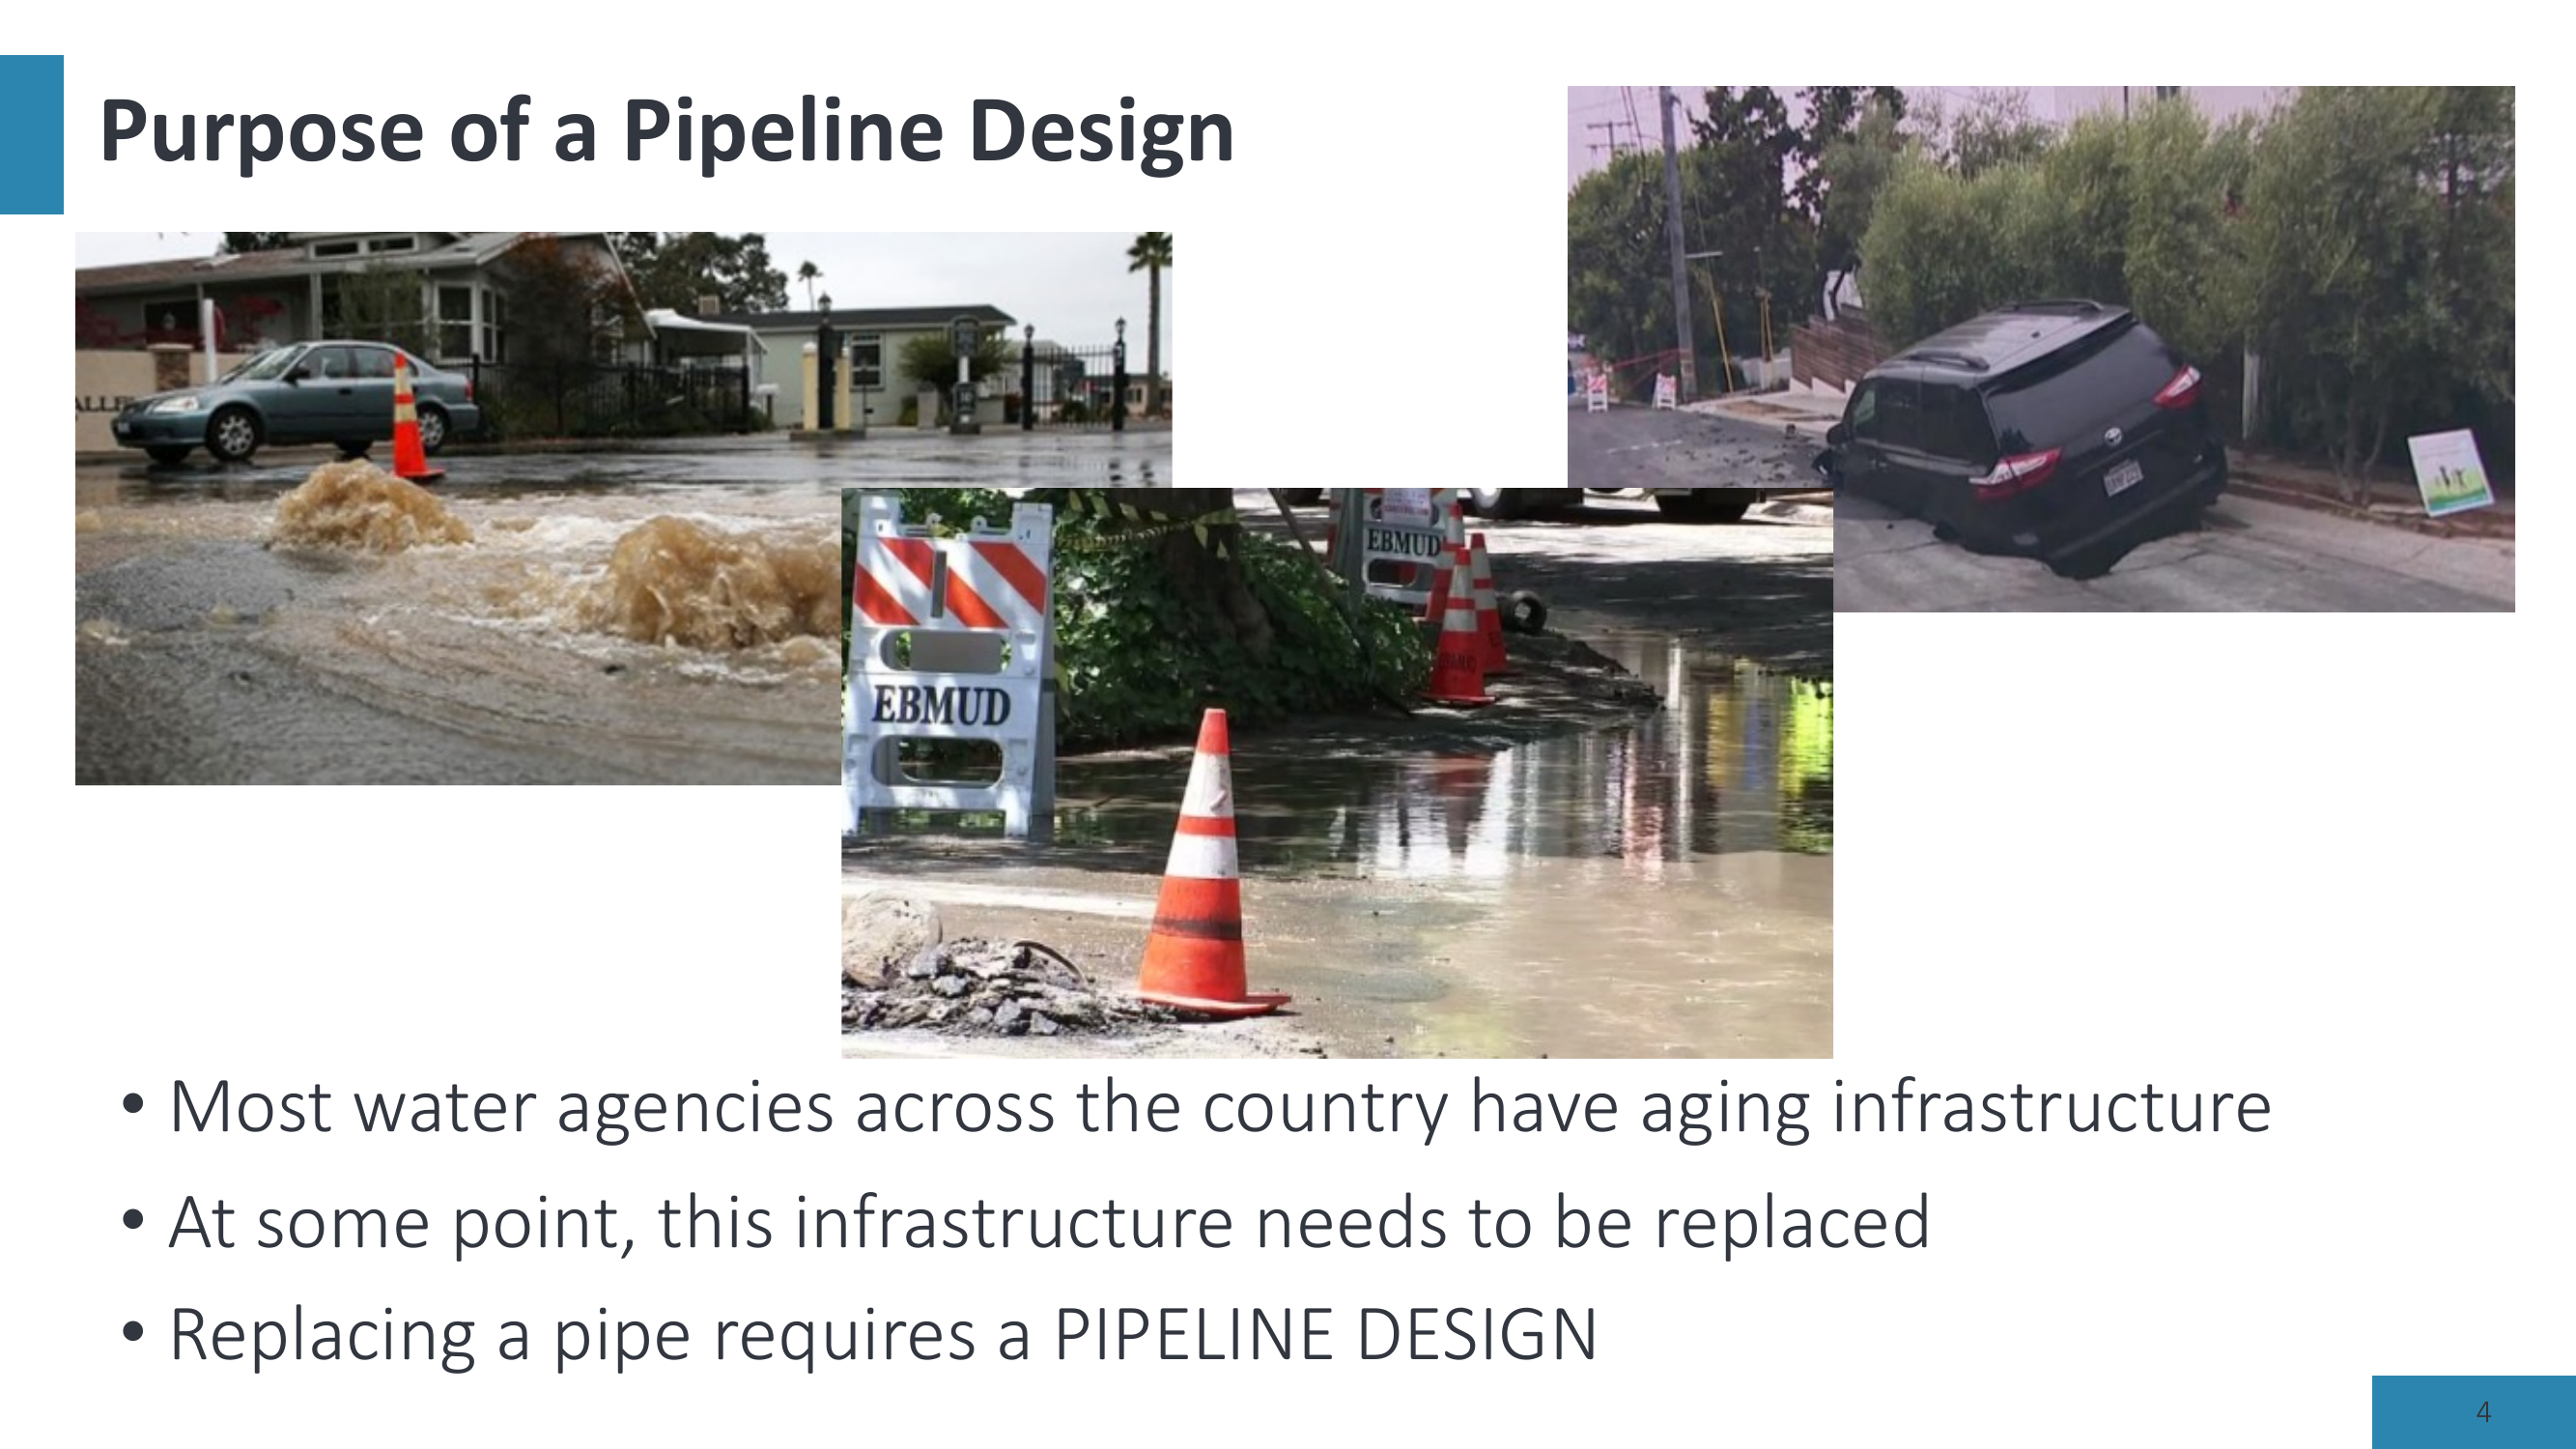 Purpose of a Pipeline Design
ALLE
EBMUD
EBMUD
• Most water agencies across the country have aging infrastructure
• At some point, this infrastructure needs to be replaced
• Replacing a pipe requires a PIPELINE DESIGN
4